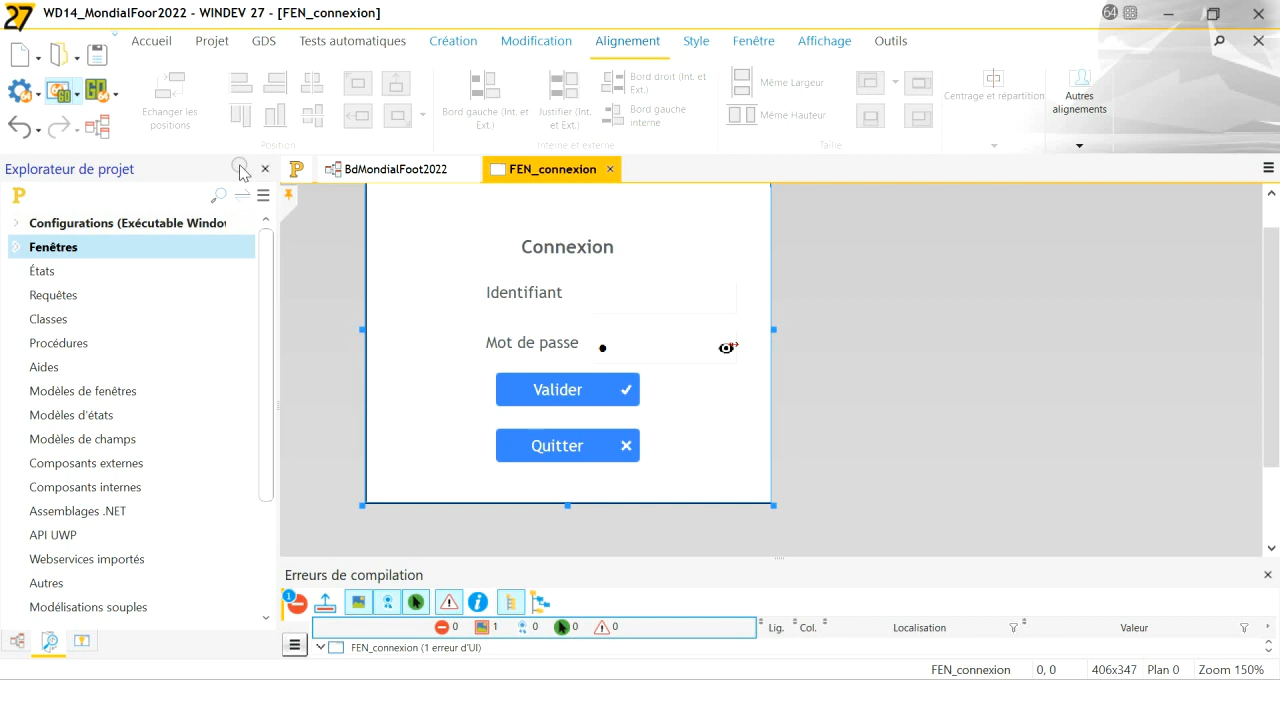 27 WD14_MondialFoor2022 - WINDEV 27 - [FEN_connexion]
64
Accueil Projet GDS Tests automatiques Création Modification Alignement Style Fenêtre Affichage Outils
Echanger les positions
Bord gauche (Int. et Ext.)
Justifier (Int. et Ext.)
Bord droit (Int. et Ext.)
Bord gauche interne
Même Largeur
Même Hauteur
Centrage et répartition
Autres alignements
Position
Interne et externe
Taille
Explorateur de projet
BdMondialFoot2022
FEN_connexion
Configurations (Exécutable Windo
Fenêtres
États
Requêtes
Classes
Procédures
Aides
Modèles de fenêtres
Modèles d'états
Modèles de champs
Composants externes
Composants internes
Assemblages .NET
API UWP
Webservices importés
Autres
Modélisations souples
Connexion
Identifiant
Mot de passe
Valider
Quitter
Erreurs de compilation
1
0 1 0 0 0
Lig. Col. Localisation Valeur
FEN_connexion (1 erreur d'UI)
FEN_connexion 0, 0 406x347 Plan 0 Zoom 150%